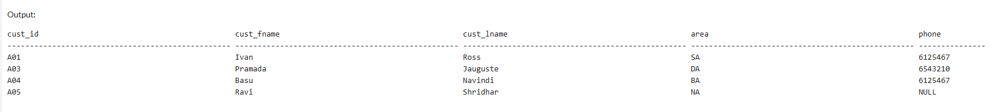 Output:
cust_id cust_fname cust_lname area phone
-------------------------------------------------- -------------------------------------------------- -------------------------------------------------- -------------------------------------------------- ---------------
A01 Ivan Ross SA 6125467
A03 Pramada Jauguste DA 6543210
A04 Basu Navindi BA 6125467
A05 Ravi Shridhar NA NULL